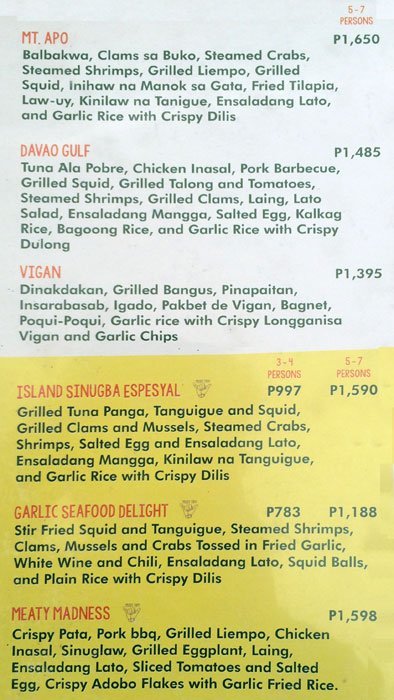 5-7
PERSONS
MT. APO P1,650
Balbakwa, Clams sa Buko, Steamed Crabs,
Steamed Shrimps, Grilled Liempo, Grilled
Squid, Inihaw na Manok sa Gata, Fried Tilapia,
Law-uy, Kinilaw na Tanigue, Ensaladang Lato,
and Garlic Rice with Crispy Dilis
DAVAO GULF P1,485
Tuna Ala Pobre, Chicken Inasal, Pork Barbecue,
Grilled Squid, Grilled Talong and Tomatoes,
Steamed Shrimps, Grilled Clams, Laing, Lato
Salad, Ensaladang Mangga, Salted Egg, Kalkag
Rice, Bagoong Rice, and Garlic Rice with Crispy
Dulong
VIGAN P1,395
Dinakdakan, Grilled Bangus, Pinapaitan,
Insarabasab, Igado, Pakbet de Vigan, Bagnet,
Poqui-Poqui, Garlic rice with Crispy Longganisa
Vigan and Garlic Chips
3-4 5-7
PERSONS PERSONS
ISLAND SINUGBA ESPESYAL P997 P1,590
Grilled Tuna Panga, Tanguigue and Squid,
Grilled Clams and Mussels, Steamed Crabs,
Shrimps, Salted Egg and Ensaladang Lato,
Ensaladang Mangga, Kinilaw na Tanguigue,
and Garlic Rice with Crispy Dilis
GARLIC SEAFOOD DELIGHT P783 P1,188
Stir Fried Squid and Tanguigue, Steamed Shrimps,
Clams, Mussels and Crabs Tossed in Fried Garlic,
White Wine and Chili, Ensaladang Lato, Squid Balls,
and Plain Rice with Crispy Dilis
MEATY MADNESS P1,598
Crispy Pata, Pork bbq, Grilled Liempo, Chicken
Inasal, Sinuglaw, Grilled Eggplant, Laing,
Ensaladang Lato, Sliced Tomatoes and Salted
Egg, Crispy Adobo Flakes with Garlic Fried Rice.